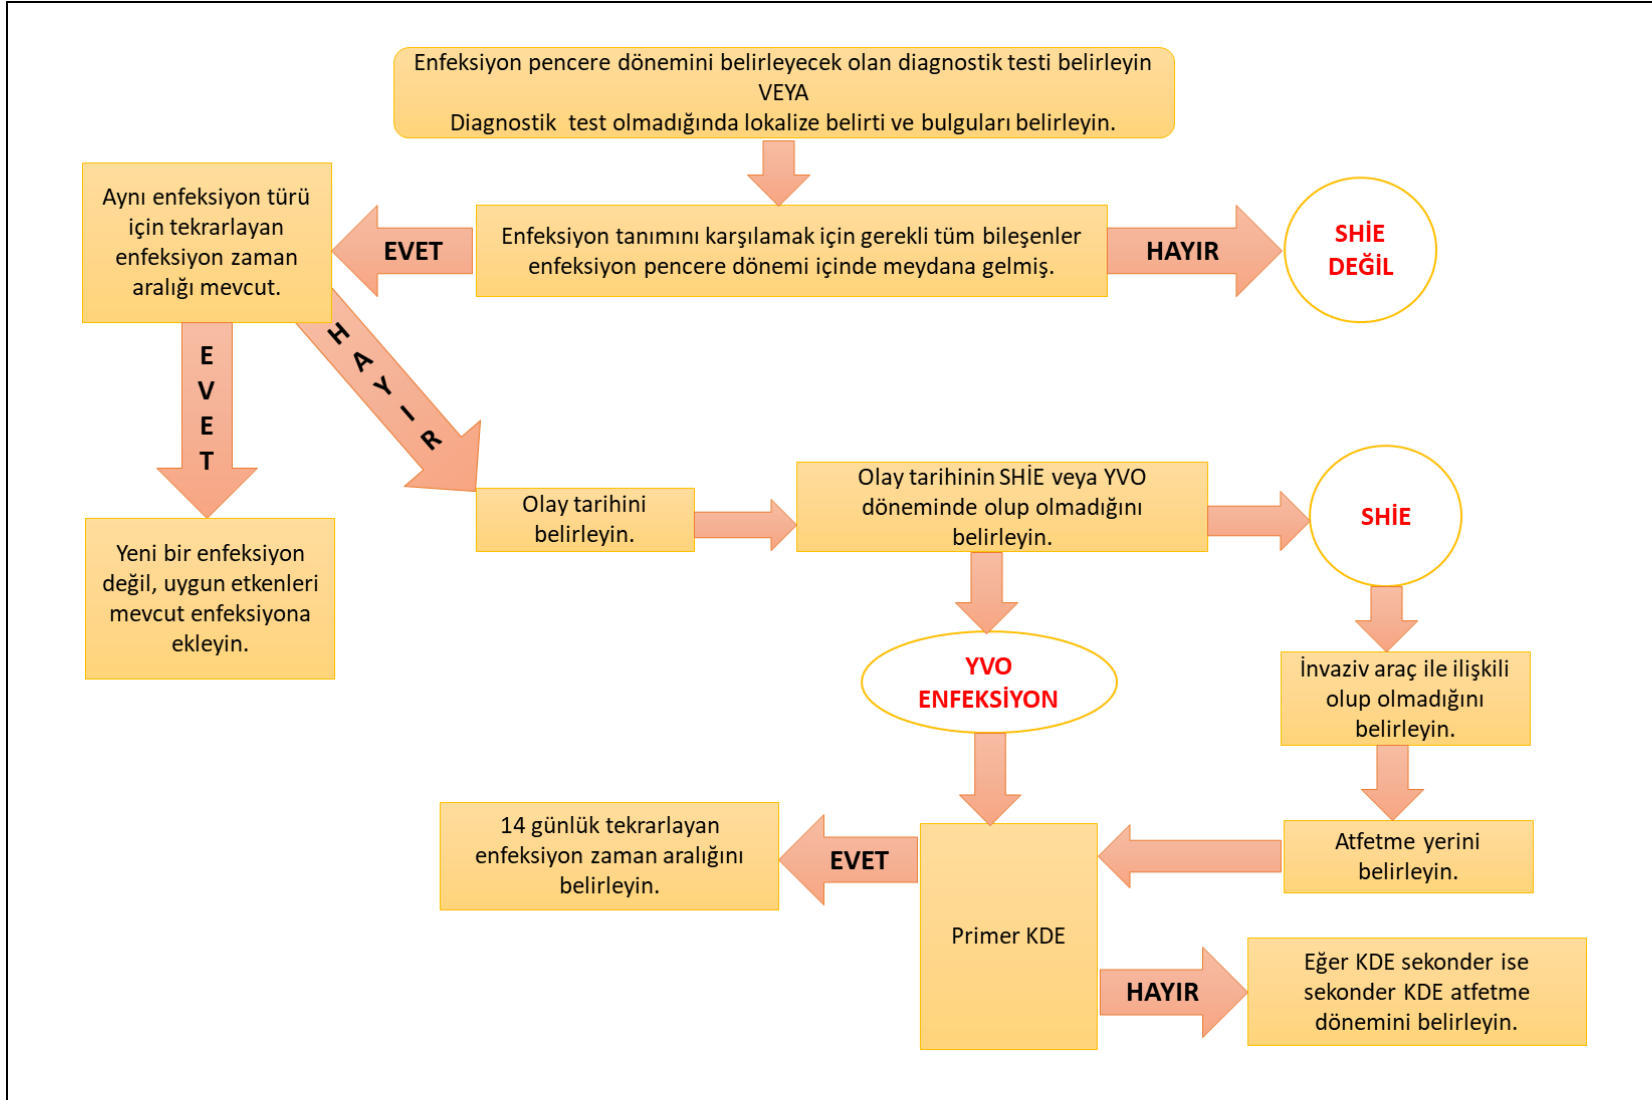 Enfeksiyon pencere dönemini belirleyecek olan diagnostik testi belirleyin
VEYA
Diagnostik test olmadığında lokalize belirti ve bulguları belirleyin.
Aynı enfeksiyon türü
için tekrarlayan
enfeksiyon zaman
aralığı mevcut.
EVET
Enfeksiyon tanımını karşılamak için gerekli tüm bileşenler
enfeksiyon pencere dönemi içinde meydana gelmiş.
HAYIR
SHİE
DEĞİL
EVET
HAYIR
Yeni bir enfeksiyon
değil, uygun etkenleri
mevcut enfeksiyona
ekleyin.
Olay tarihini
belirleyin.
Olay tarihinin SHİE veya YVO
döneminde olup olmadığını
belirleyin.
SHİE
YVO
ENFEKSİYON
İnvaziv araç ile ilişkili
olup olmadığını
belirleyin.
14 günlük tekrarlayan
enfeksiyon zaman aralığını
belirleyin.
EVET
Primer KDE
Atfetme yerini
belirleyin.
HAYIR
Eğer KDE sekonder ise
sekonder KDE atfetme
dönemini belirleyin.